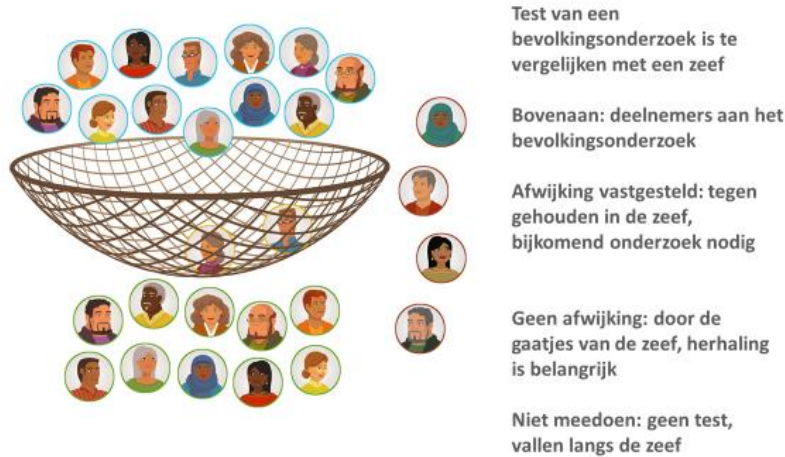 Test van een
bevolkingsonderzoek is te
vergelijken met een zeef
Bovenaan: deelnemers aan het
bevolkingsonderzoek
Afwijking vastgesteld: tegen
gehouden in de zeef,
bijkomend onderzoek nodig
Geen afwijking: door de
gaatjes van de zeef, herhaling
is belangrijk
Niet meedoen: geen test,
vallen langs de zeef